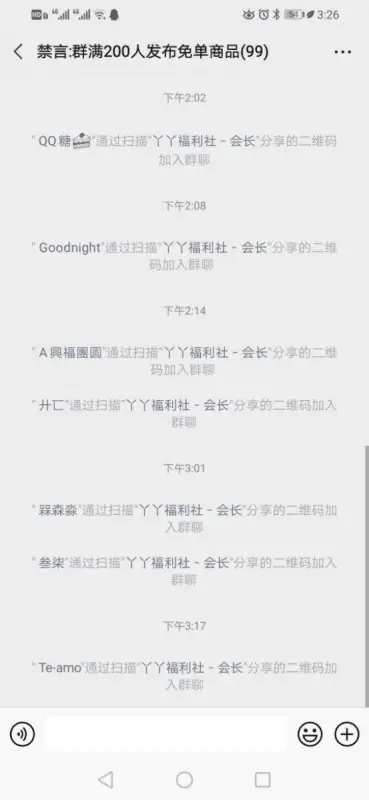 HD 4G 4G 3:26
禁言:群满200人发布免单商品(99)
下午2:02
"QQ糖🍰"通过扫描"丫丫福利社 - 会长"分享的二维码
加入群聊
下午2:08
"Goodnight"通过扫描"丫丫福利社 - 会长"分享的二维
码加入群聊
下午2:14
"A興福團圆"通过扫描"丫丫福利社 - 会长"分享的二维
码加入群聊
"廾匸"通过扫描"丫丫福利社 - 会长"分享的二维码加入
群聊
下午3:01
"槑森淼"通过扫描"丫丫福利社 - 会长"分享的二维码
加入群聊
"叁柒"通过扫描"丫丫福利社 - 会长"分享的二维码加入
群聊
下午3:17
"Te-amo"通过扫描"丫丫福利社 - 会长"分享的二维码
加入群聊